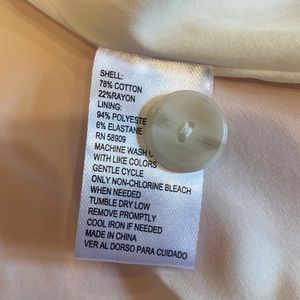 SHELL:
78% COTTON
22%RAYON
LINING:
94% POLYESTE
6% ELASTANE
RN 58909
MACHINE WASH
WITH LIKE COLORS
GENTLE CYCLE
ONLY NON-CHLORINE BLEACH
WHEN NEEDED
TUMBLE DRY LOW
REMOVE PROMPTLY
COOL IRON IF NEEDED
MADE IN CHINA
VER AL DORSO PARA CUIDADO